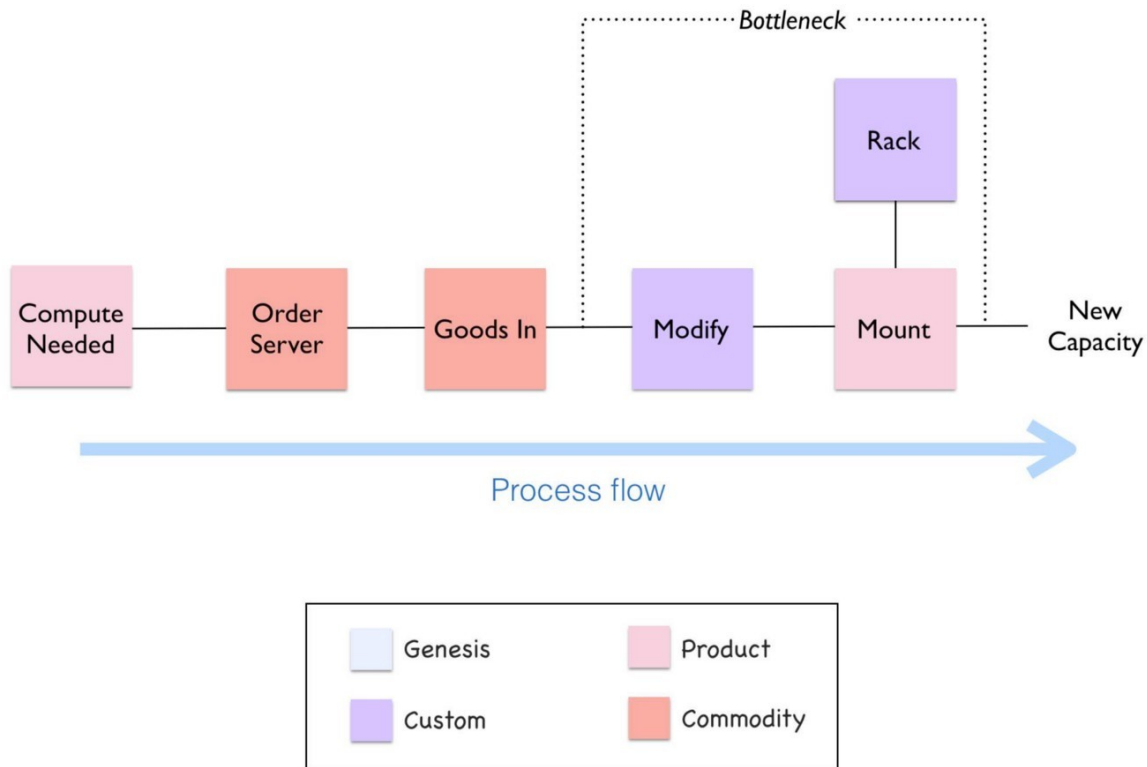 Bottleneck
Rack
Compute
Needed
Order
Server
Goods In
Modify
Mount
New
Capacity
Process flow
Genesis
Product
Custom
Commodity